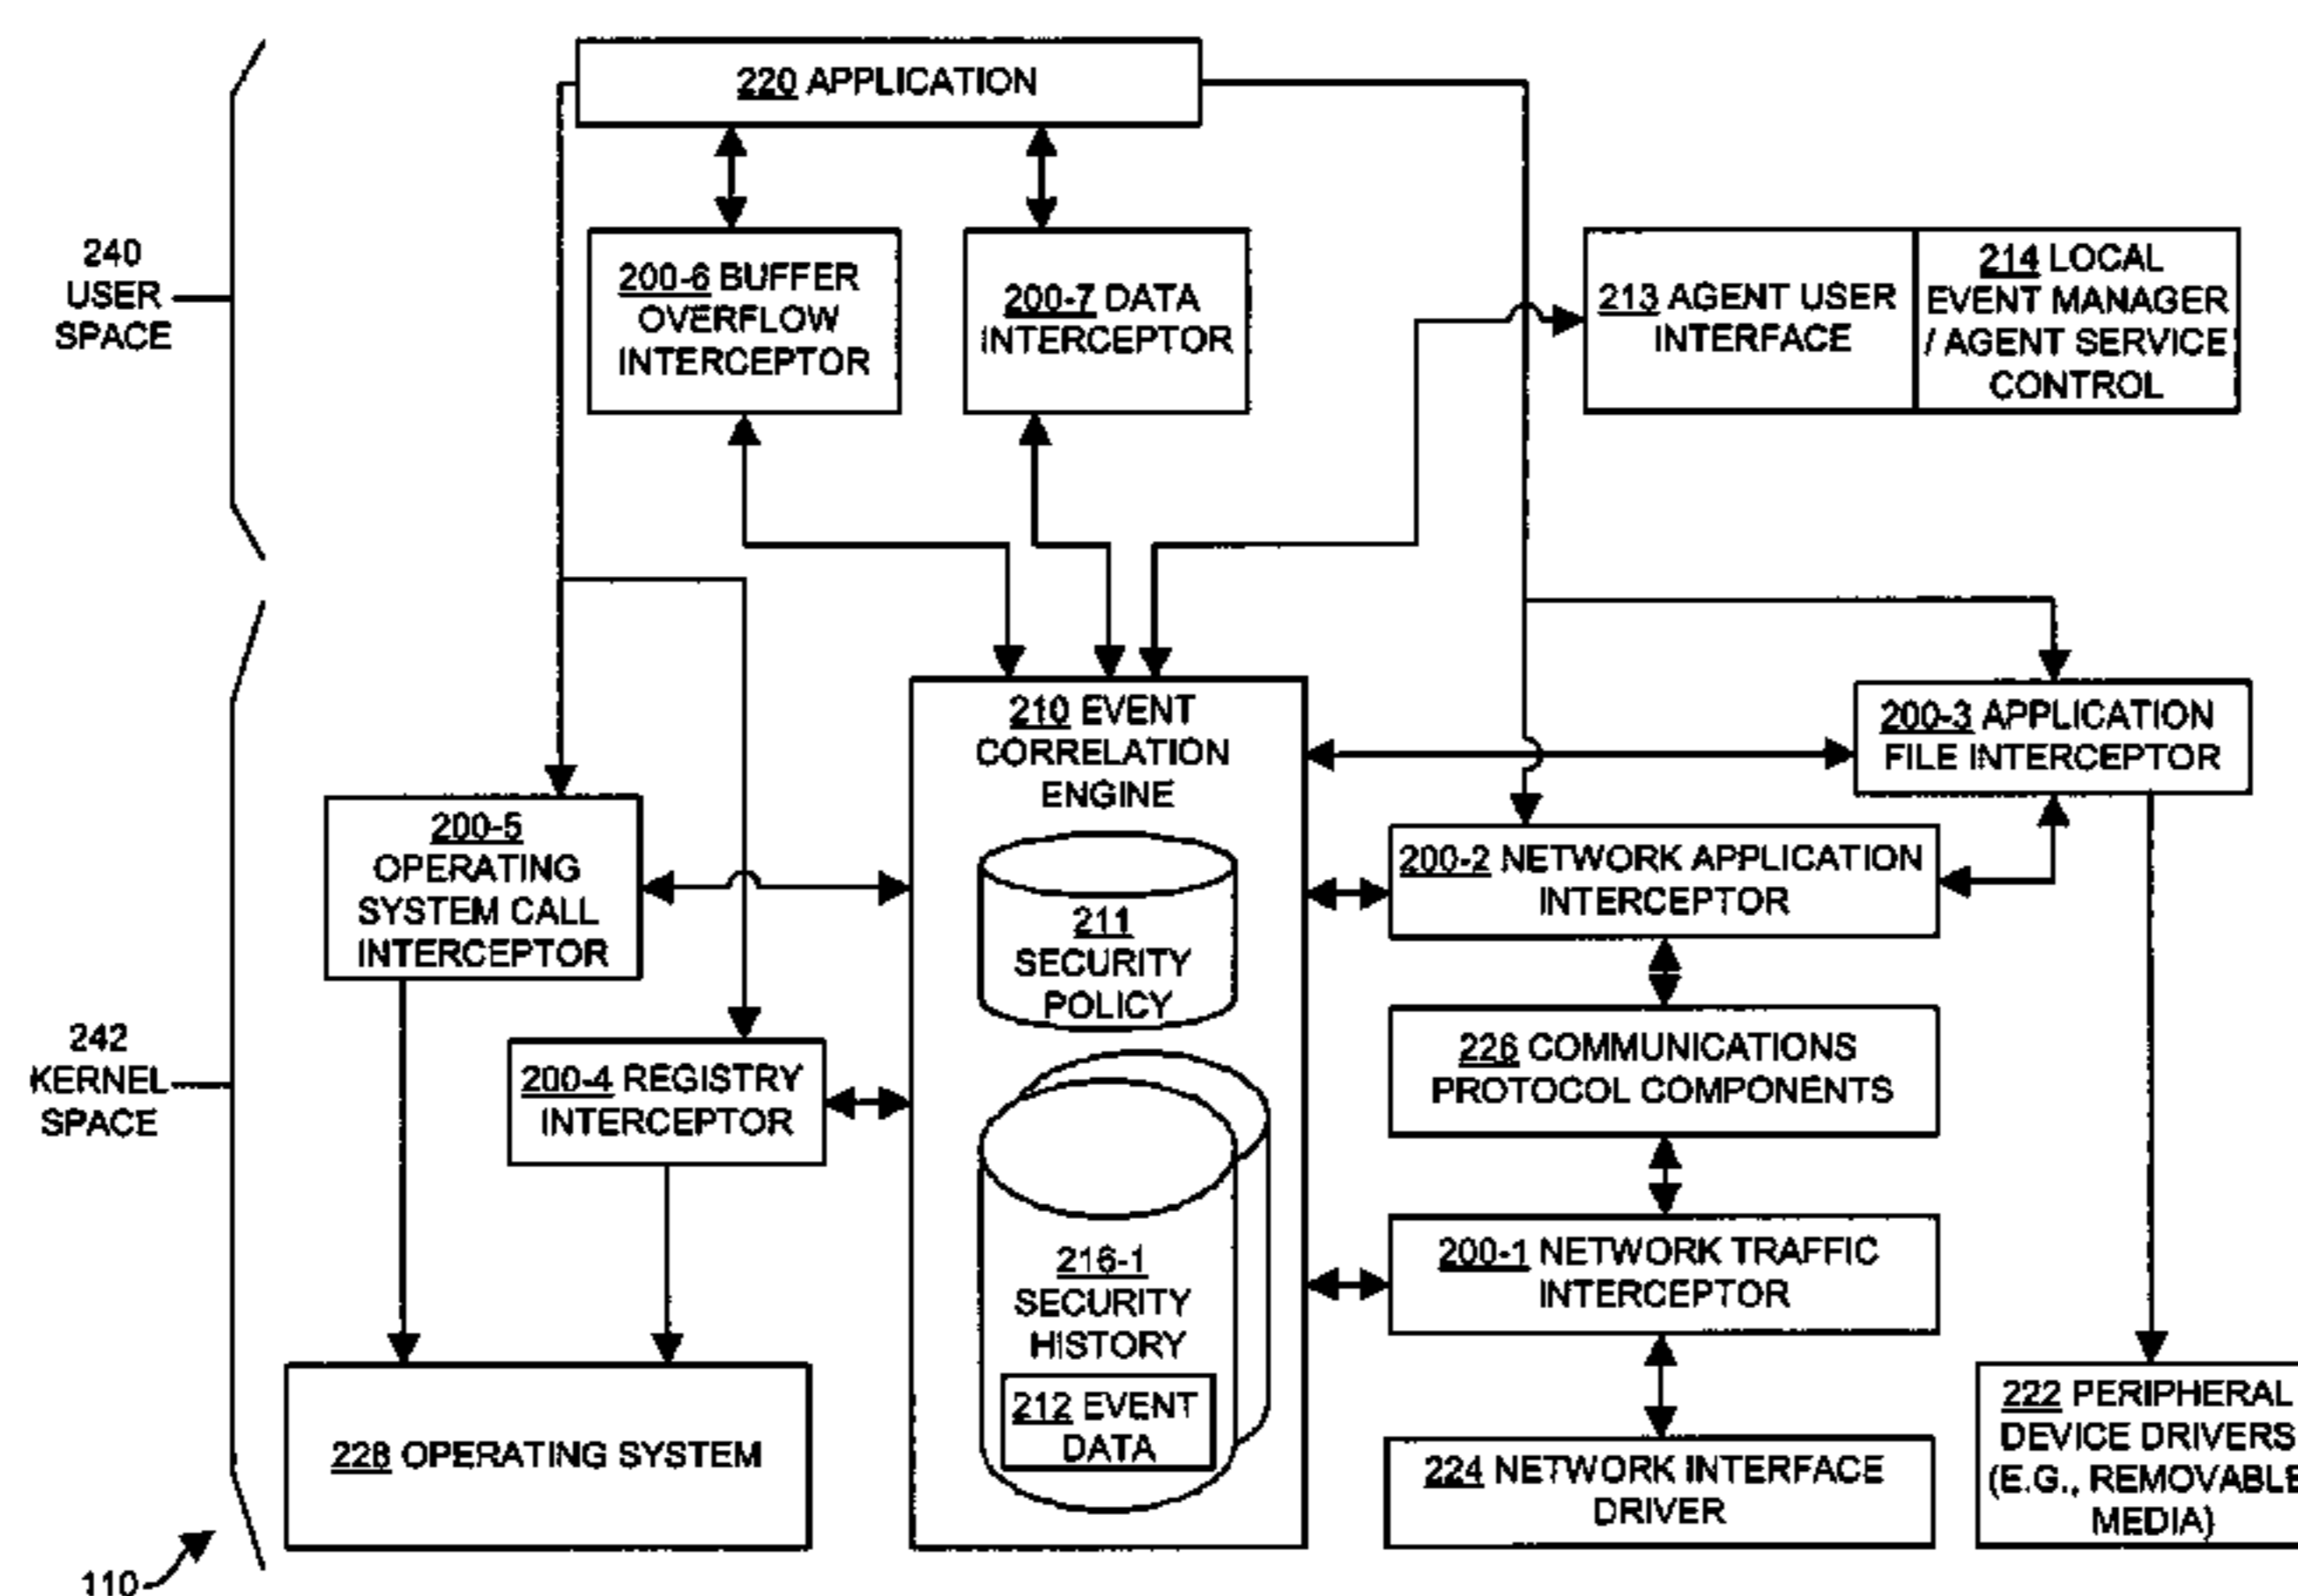 220 APPLICATION
240
USER
SPACE
200-6 BUFFER
OVERFLOW
INTERCEPTOR
200-7 DATA
INTERCEPTOR
213 AGENT USER
INTERFACE
214 LOCAL
EVENT MANAGER
/ AGENT SERVICE
CONTROL
210 EVENT
CORRELATION
ENGINE
200-3 APPLICATION
FILE INTERCEPTOR
200-5
OPERATING
SYSTEM CALL
INTERCEPTOR
211
SECURITY
POLICY
200-2 NETWORK APPLICATION
INTERCEPTOR
242
KERNEL
SPACE
200-4 REGISTRY
INTERCEPTOR
226 COMMUNICATIONS
PROTOCOL COMPONENTS
216-1
SECURITY
HISTORY
212 EVENT
DATA
200-1 NETWORK TRAFFIC
INTERCEPTOR
228 OPERATING SYSTEM
224 NETWORK INTERFACE
DRIVER
222 PERIPHERAL
DEVICE DRIVERS
(E.G., REMOVABLE
MEDIA)
110